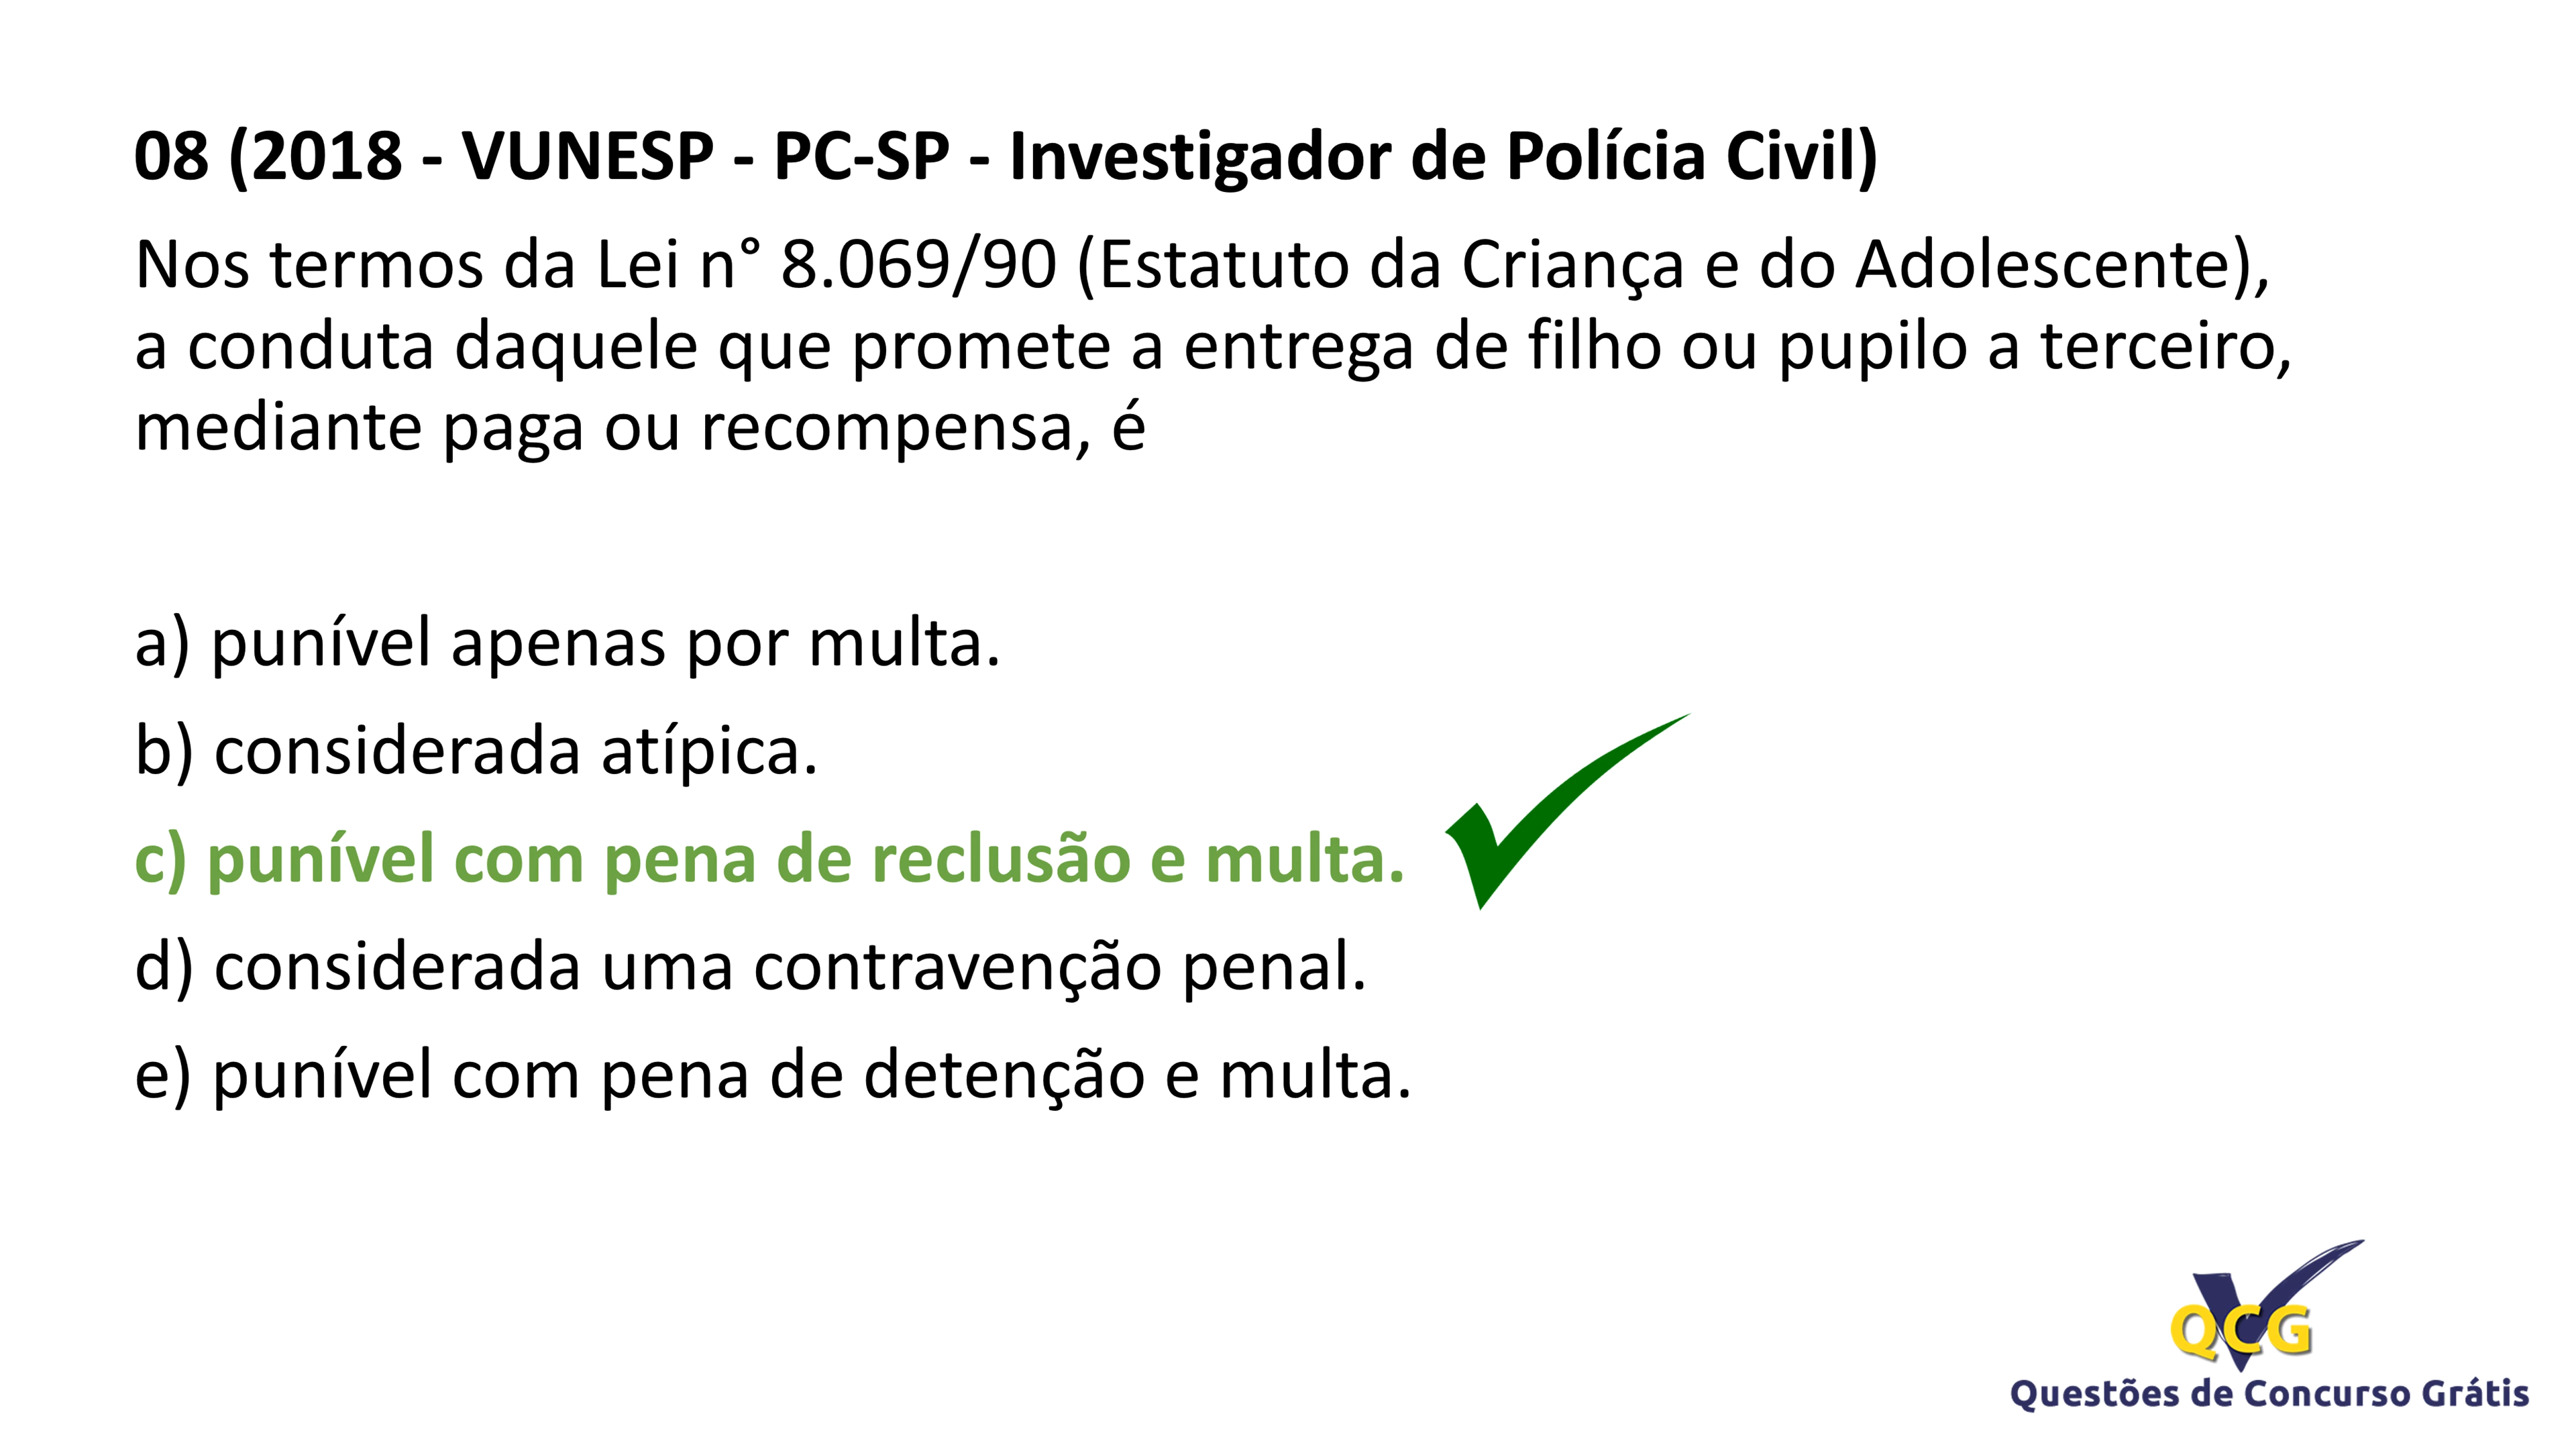 08 (2018 - VUNESP - PC-SP - Investigador de Polícia Civil)
Nos termos da Lei n° 8.069/90 (Estatuto da Criança e do Adolescente),
a conduta daquele que promete a entrega de filho ou pupilo a terceiro,
mediante paga ou recompensa, é
a) punível apenas por multa.
b) considerada atípica.
c) punível com pena de reclusão e multa.
d) considerada uma contravenção penal.
e) punível com pena de detenção e multa.
QCG
Questões de Concurso Grátis